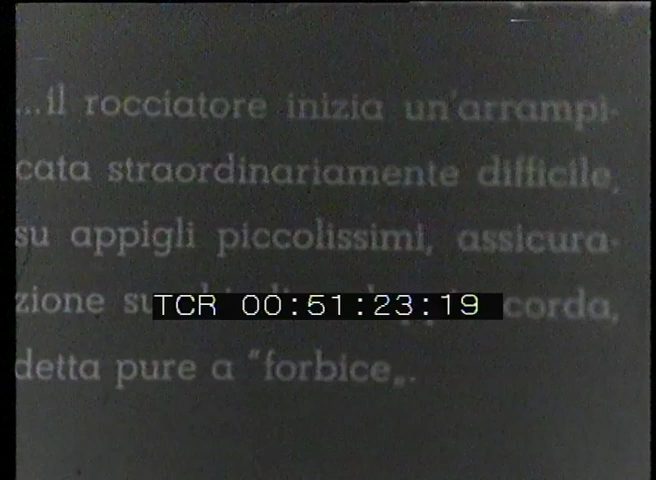 ...il rocciatore inizia un'arrampi-
cata straordinariamente difficile,
su appigli piccolissimi, assicura-
zione su corda,
TCR 00:51:23:19
detta pure a "forbice„.